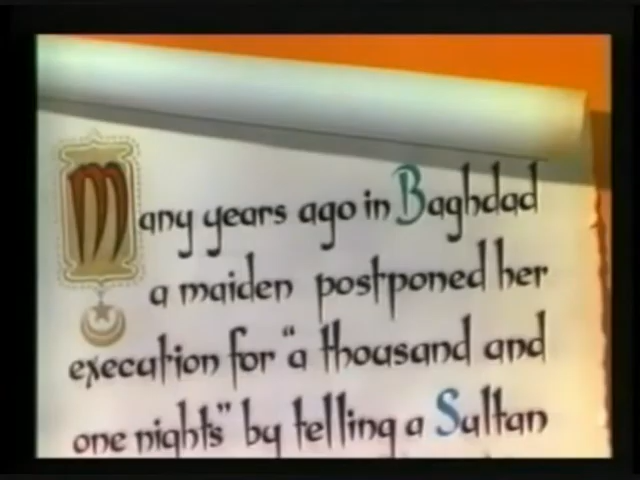 Many years ago in Baghdad
a maiden postponed her
execution for "a thousand and
one nights" by telling a Sultan